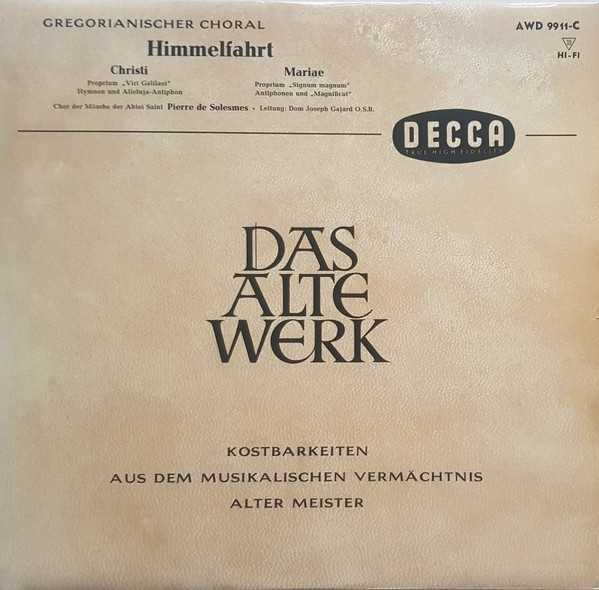 GREGORIANISCHER CHORAL
AWD 9911-C
Himmelfahrt
33
HI-FI
Christi
Mariae
Proprium „Viri Galilaei"
Hymnen und Alleluja-Antiphon
Proprium „Signum magnum"
Antiphonen und „Magnificat"
Chor der Mönche der Abtei Saint Pierre de Solesmes • Leitung: Dom Joseph Gajard O.S.B.
DECCA
TRUE HIGH FIDELITY
DAS
ALTE
WERK
KOSTBARKEITEN
AUS DEM MUSIKALISCHEN VERMÄCHTNIS
ALTER MEISTER